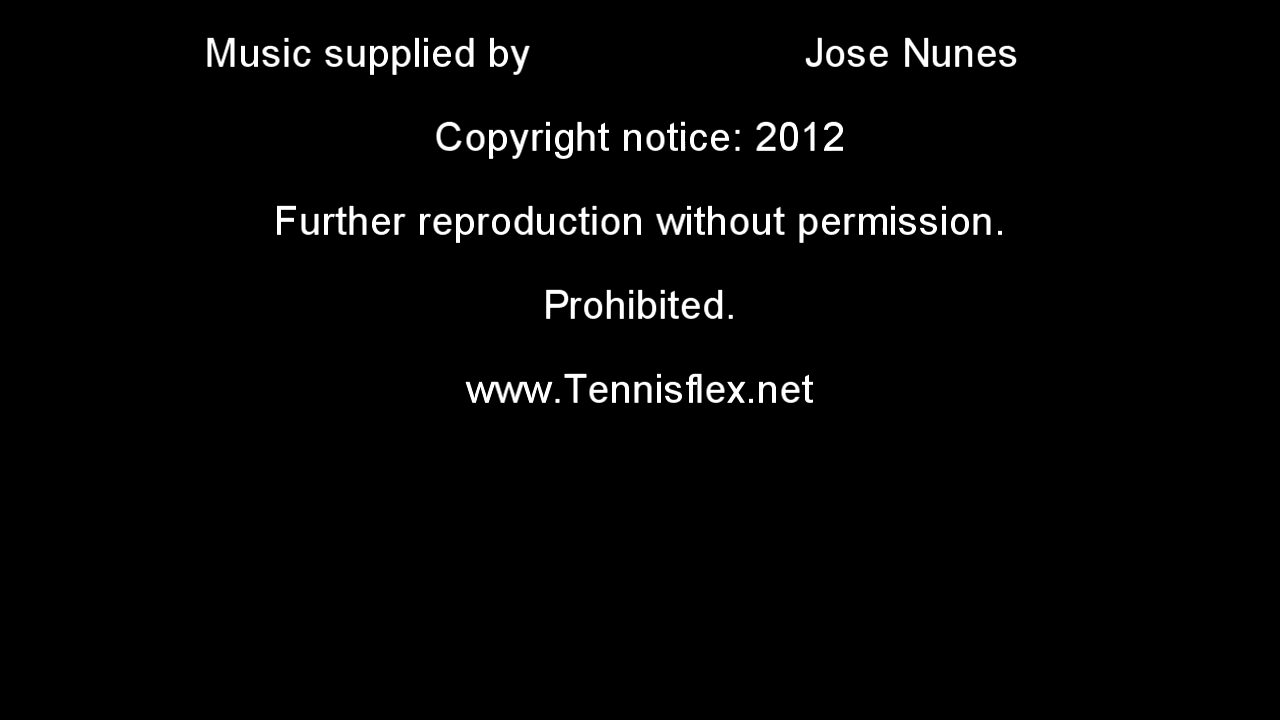 Music supplied by Jose Nunes
Copyright notice: 2012
Further reproduction without permission.
Prohibited.
www.Tennisflex.net